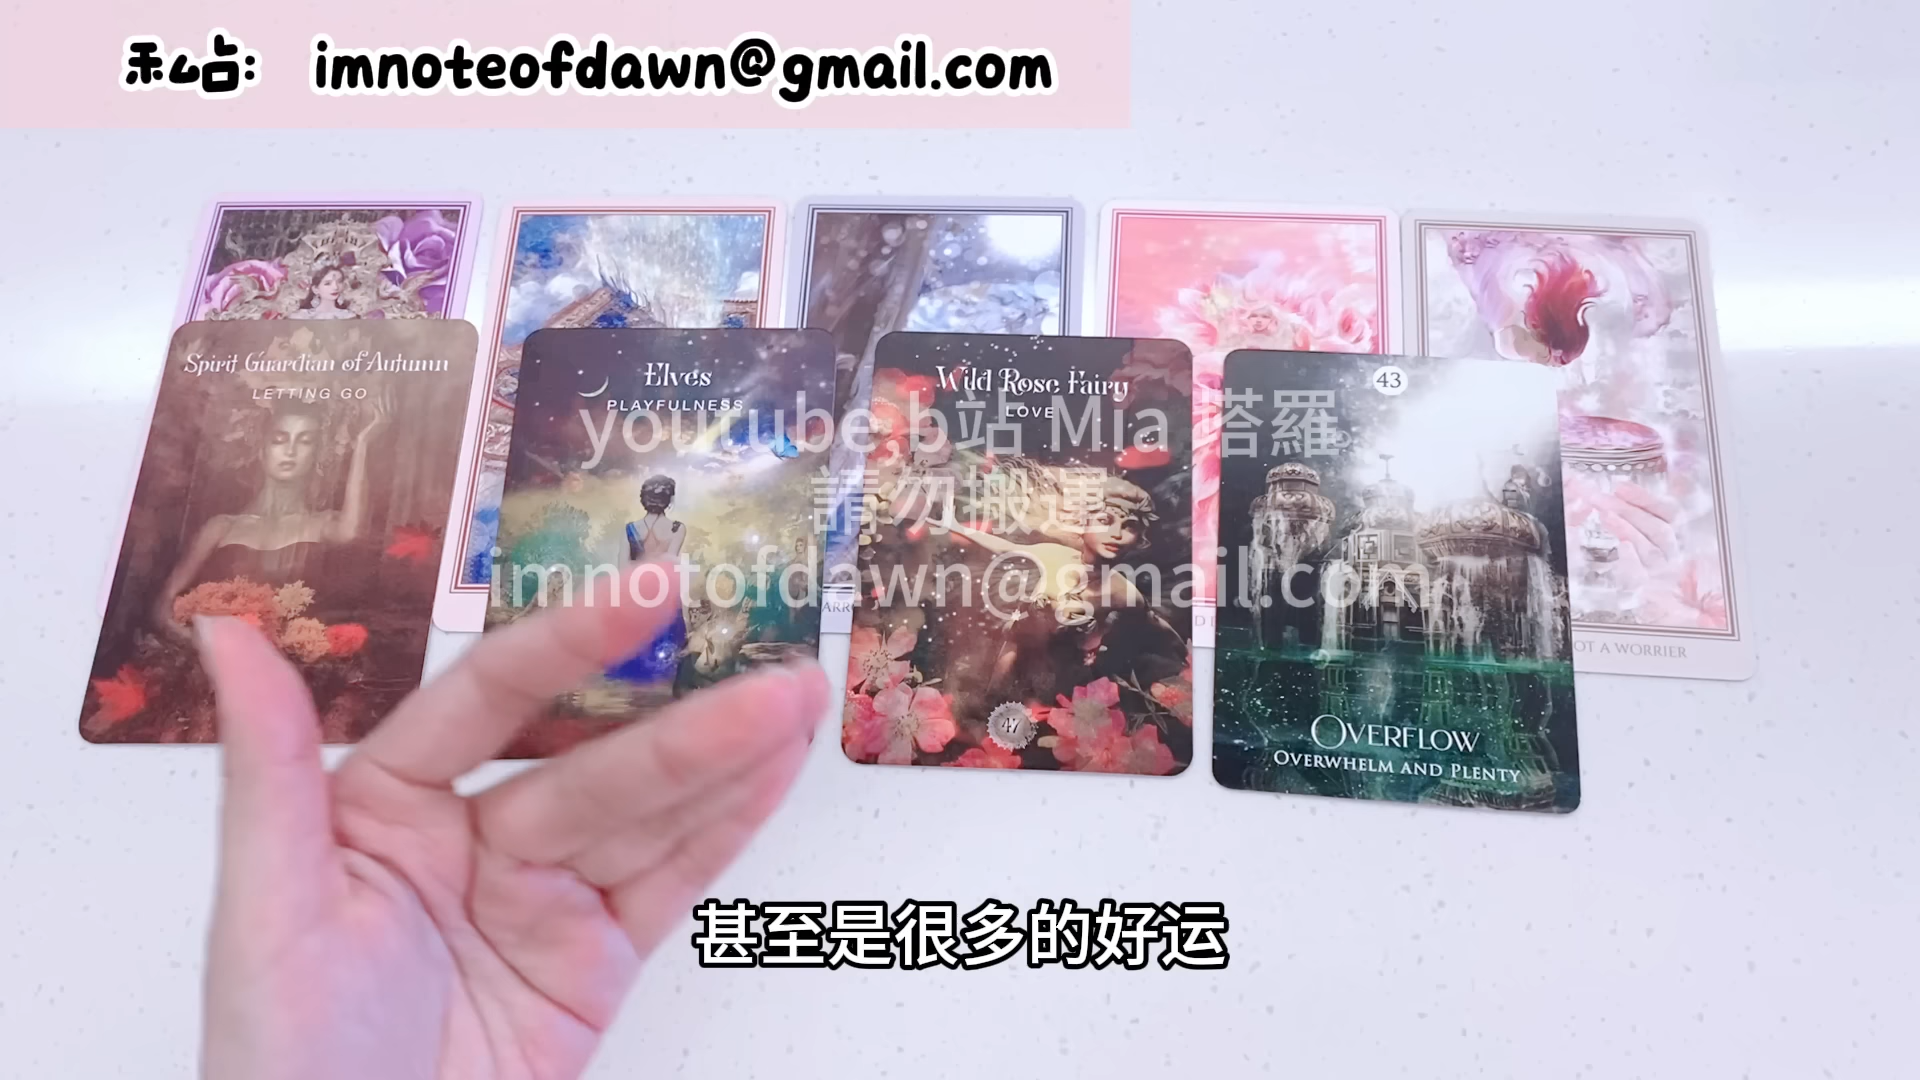 私占: imnoteofdawn@gmail.com
Spirit Guardian of Autumn
LETTING GO
Elves
PLAYFULNESS
Wild Rose Fairy
LOVE
43
youtube b站 Mia 塔羅
請勿搬運
imnotofdawn@gmail.com
OT A WORRIER
47
OVERFLOW
OVERWHELM AND PLENTY
甚至是很多的好运